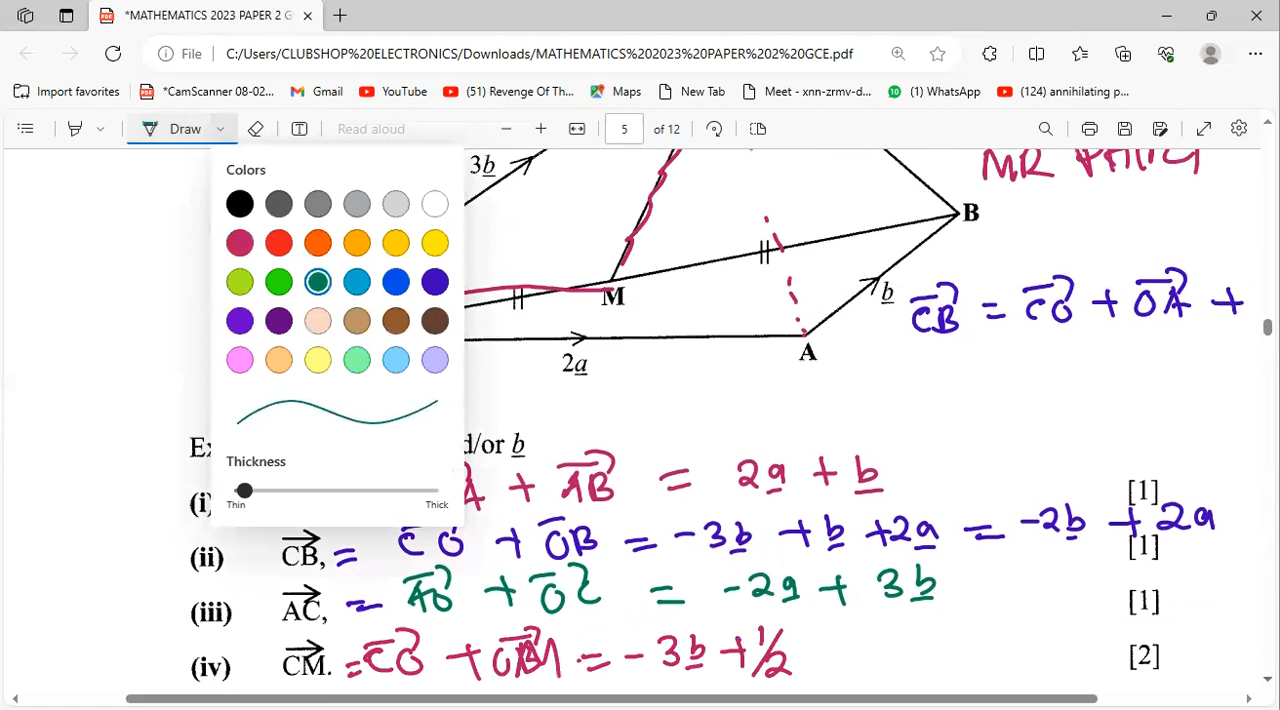 *MATHEMATICS 2023 PAPER 2 G
File C:/Users/CLUBSHOP%20ELECTRONICS/Downloads/MATHEMATICS%202023%20PAPER%202%20GCE.pdf
Import favorites *CamScanner 08-02... Gmail YouTube (51) Revenge Of Th... Maps New Tab Meet - xnn-zrmv-d... (1) WhatsApp (124) annihilating p...
Draw Read aloud 5 of 12
Colors
Thickness
Thin Thick
3b
MR
B
M
b
CB = CO + OA +
A
2a
Ex d/or b
(i) A + AB = 2a + b [1]
(ii) CB, = CO + OB = -3b + b + 2a = -2b + 2a [1]
(iii) AC, = AO + OC = -2a + 3b [1]
(iv) CM. = CO + OM = -3b + 1/2 [2]